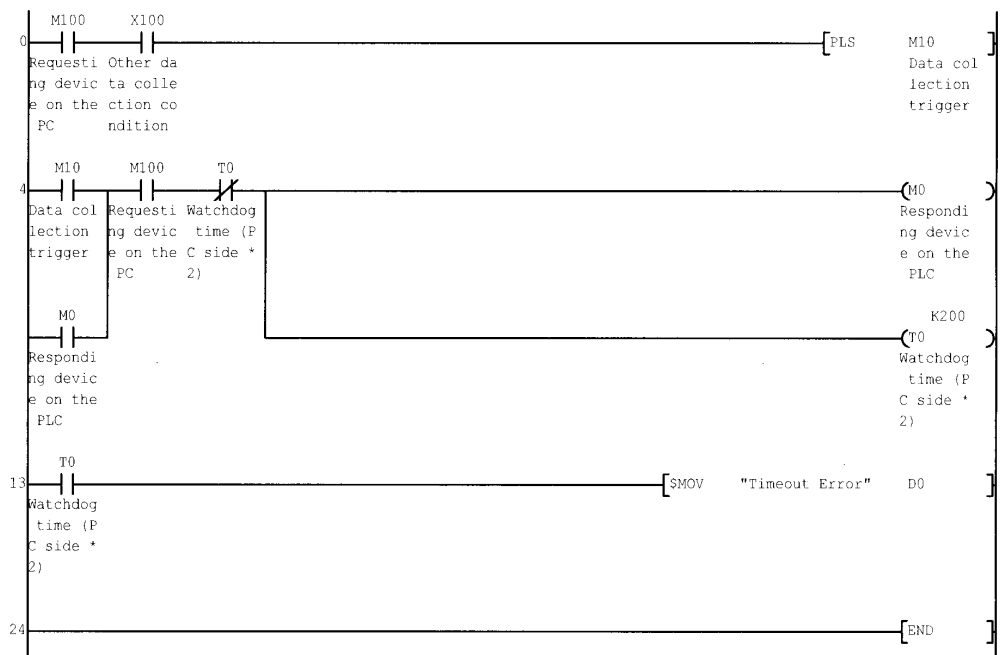 M100 X100
0 PLS M10
Requesti Other da Data col
ng devic ta colle lection
e on the ction co trigger
PC ndition
M10 M100 T0
4 M0
Data col Requesti Watchdog Respondi
lection ng devic time (P ng devic
trigger e on the C side * e on the
PC 2) PLC
M0 K200
T0
Respondi Watchdog
ng devic time (P
e on the C side *
PLC 2)
T0
13 $MOV "Timeout Error" D0
Watchdog
time (P
C side *
2)
24 END